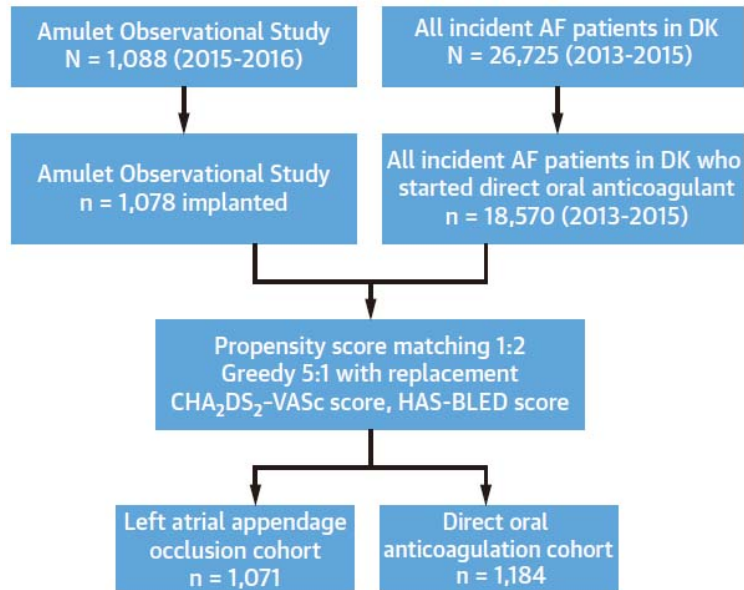 Amulet Observational Study
N = 1,088 (2015-2016)
All incident AF patients in DK
N = 26,725 (2013-2015)
Amulet Observational Study
n = 1,078 implanted
All incident AF patients in DK who
started direct oral anticoagulant
n = 18,570 (2013-2015)
Propensity score matching 1:2
Greedy 5:1 with replacement
CHA₂DS₂-VASc score, HAS-BLED score
Left atrial appendage
occlusion cohort
n = 1,071
Direct oral
anticoagulation cohort
n = 1,184